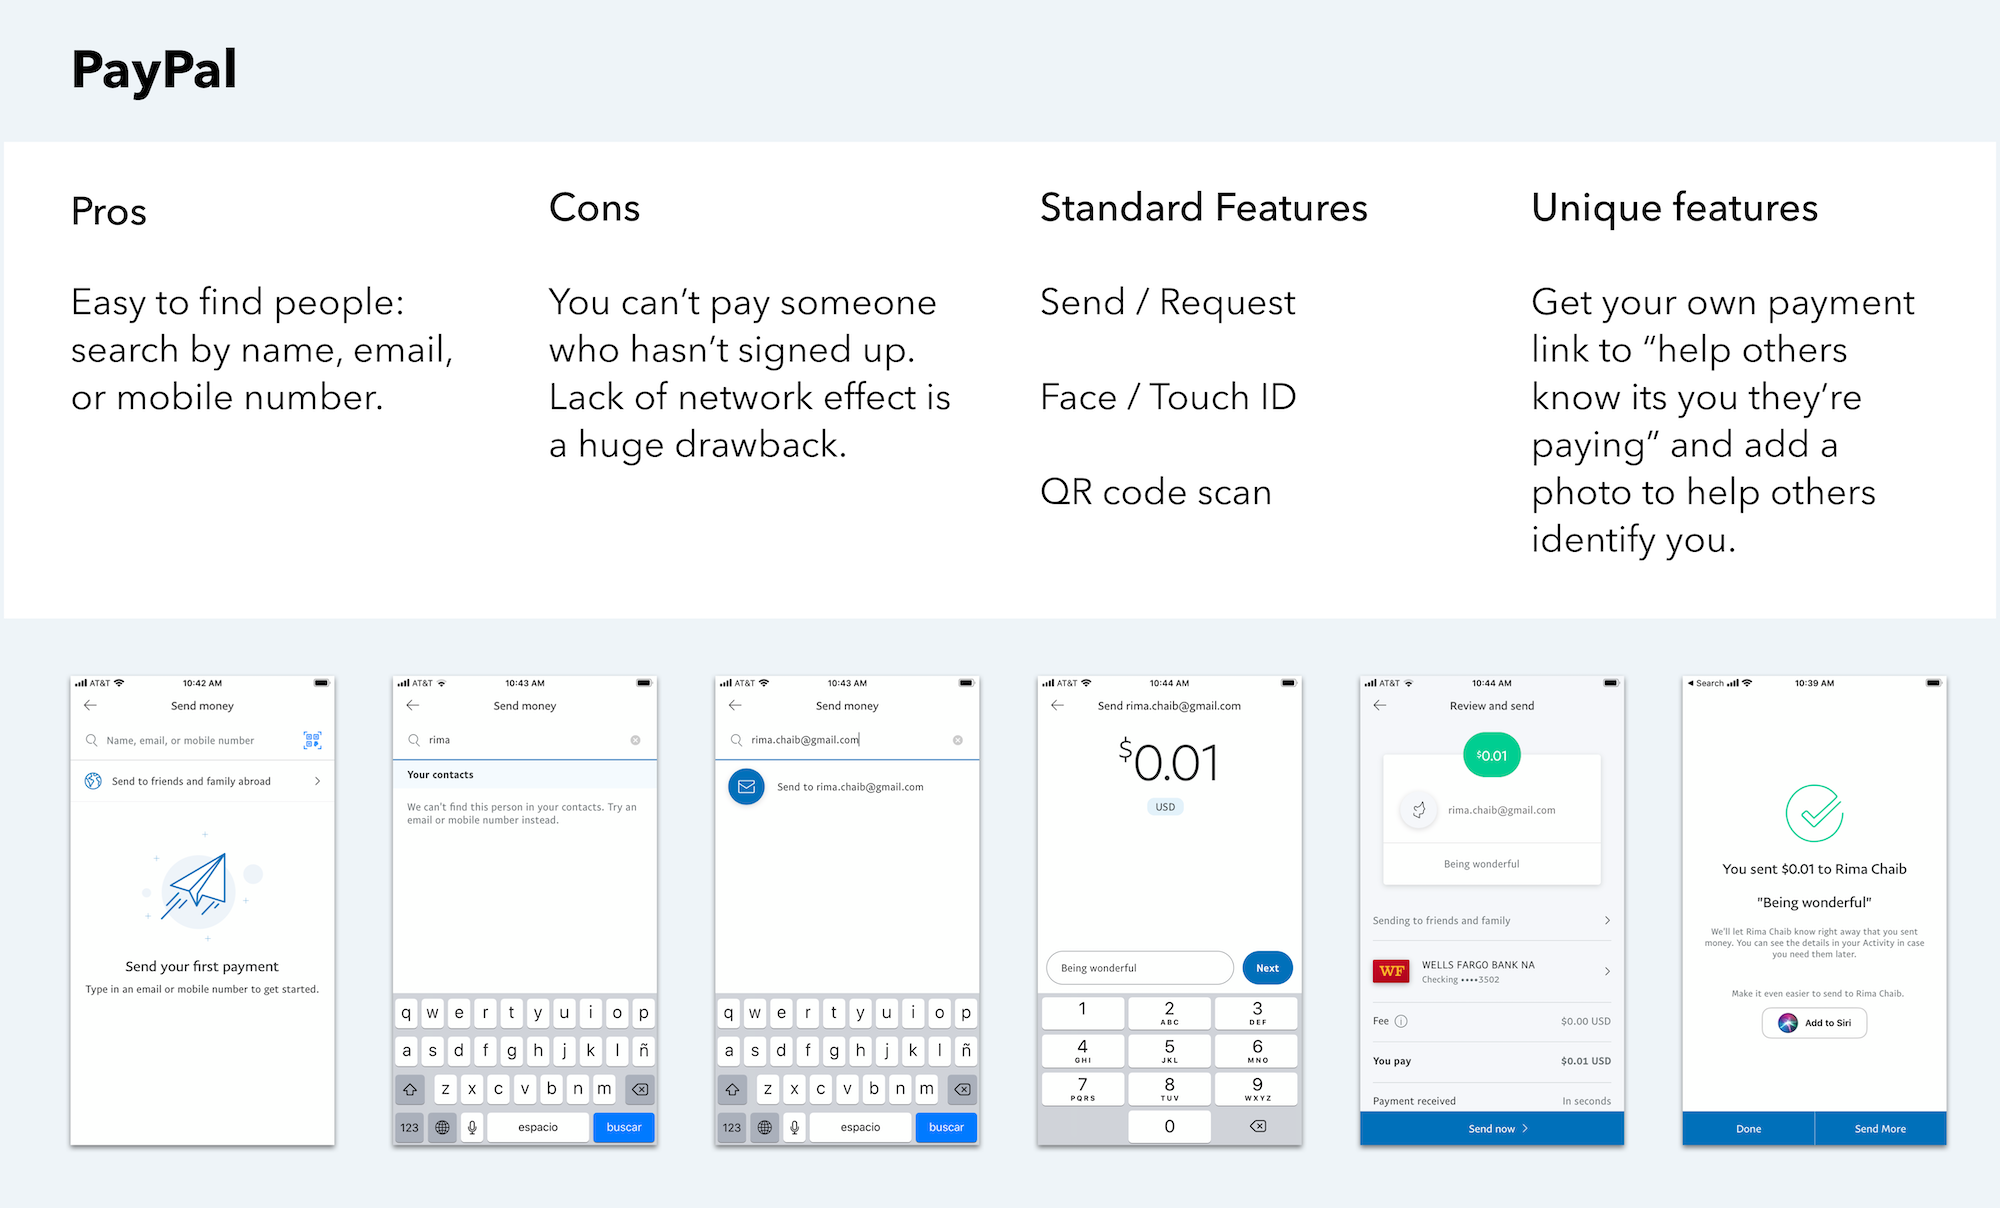 PayPal
Pros
Easy to find people:
search by name, email,
or mobile number.
Cons
You can't pay someone
who hasn't signed up.
Lack of network effect is
a huge drawback.
Standard Features
Send / Request
Face / Touch ID
QR code scan
Unique features
Get your own payment
link to “help others
know its you they're
paying” and add a
photo to help others
identify you.
AT&T 10:42 AM
Send money
Name, email, or mobile number
Send to friends and family abroad
Send your first payment
Type in an email or mobile number to get started.
AT&T 10:43 AM
Send money
rima
Your contacts
We can't find this person in your contacts. Try an
email or mobile number instead.
q w e r t y u i o p
a s d f g h j k l ñ
z x c v b n m
123 espacio buscar
AT&T 10:43 AM
Send money
rima.chaib@gmail.com
Send to rima.chaib@gmail.com
q w e r t y u i o p
a s d f g h j k l ñ
z x c v b n m
123 espacio buscar
AT&T 10:44 AM
Send rima.chaib@gmail.com
$0.01
USD
Being wonderful Next
1 2 3
ABC DEF
4 5 6
GHI JKL MNO
7 8 9
PQRS TUV WXYZ
0
AT&T 10:44 AM
Review and send
$0.01
rima.chaib@gmail.com
Being wonderful
Sending to friends and family
WF WELLS FARGO BANK NA
Checking ••••3502
Fee $0.00 USD
You pay $0.01 USD
Payment received In seconds
Send now
Search 10:39 AM
You sent $0.01 to Rima Chaib
"Being wonderful"
We'll let Rima Chaib know right away that you sent
money. You can see the details in your Activity in case
you need them later.
Make it even easier to send to Rima Chaib.
Add to Siri
Done Send More